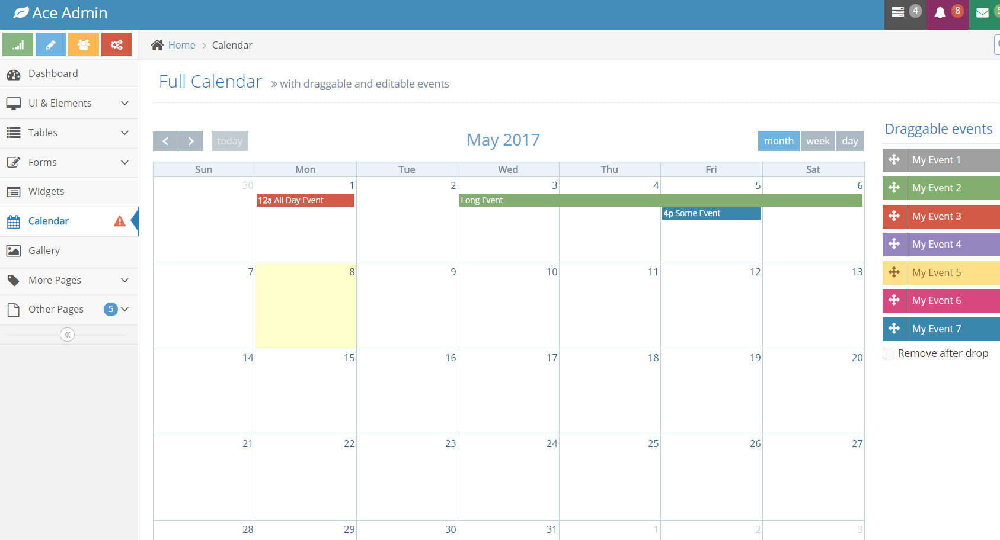 Ace Admin
4
8
Home > Calendar
Dashboard
UI & Elements
Tables
Forms
Widgets
Calendar
Gallery
More Pages
Other Pages 5
Full Calendar » with draggable and editable events
today
May 2017
month week day
Sun Mon Tue Wed Thu Fri Sat
30 1 2 3 4 5 6
12a All Day Event
Long Event
4p Some Event
7 8 9 10 11 12 13
14 15 16 17 18 19 20
21 22 23 24 25 26 27
28 29 30 31 1 2 3
Draggable events
My Event 1
My Event 2
My Event 3
My Event 4
My Event 5
My Event 6
My Event 7
Remove after drop